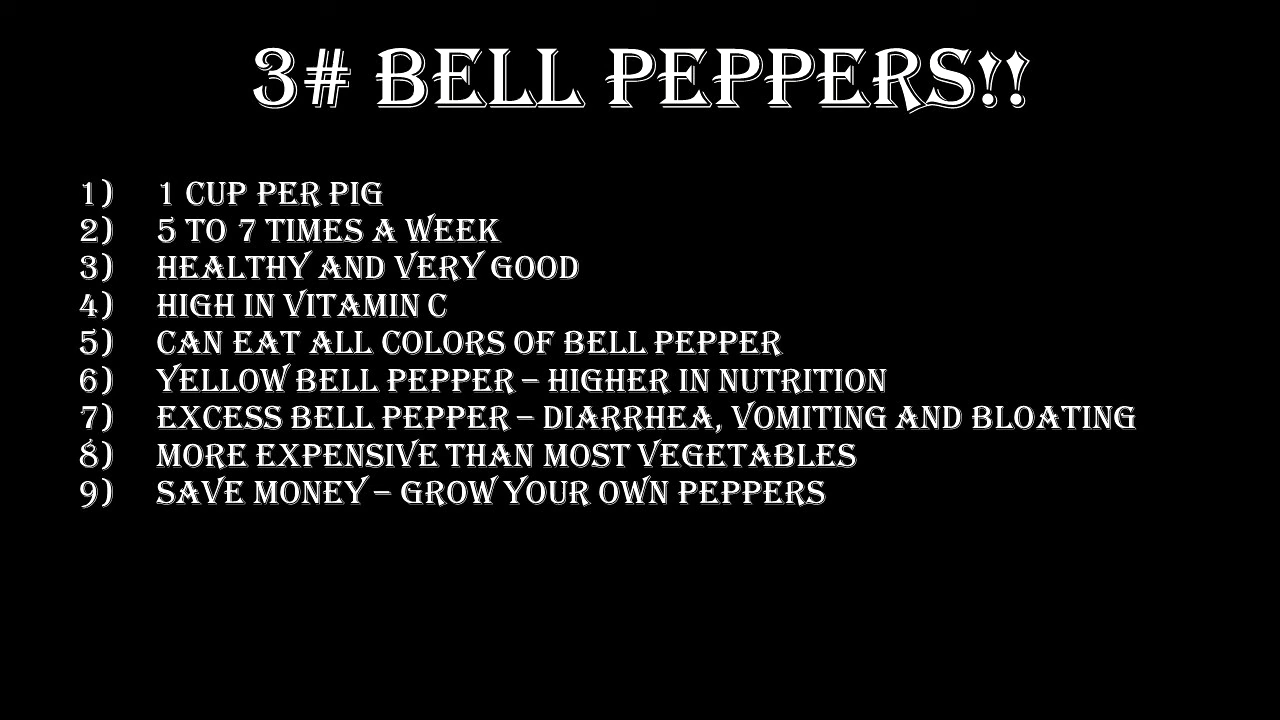 3# BELL PEPPERS!!
1) 1 CUP PER PIG
2) 5 TO 7 TIMES A WEEK
3) HEALTHY AND VERY GOOD
4) HIGH IN VITAMIN C
5) CAN EAT ALL COLORS OF BELL PEPPER
6) YELLOW BELL PEPPER – HIGHER IN NUTRITION
7) EXCESS BELL PEPPER – DIARRHEA, VOMITING AND BLOATING
8) MORE EXPENSIVE THAN MOST VEGETABLES
9) SAVE MONEY – GROW YOUR OWN PEPPERS